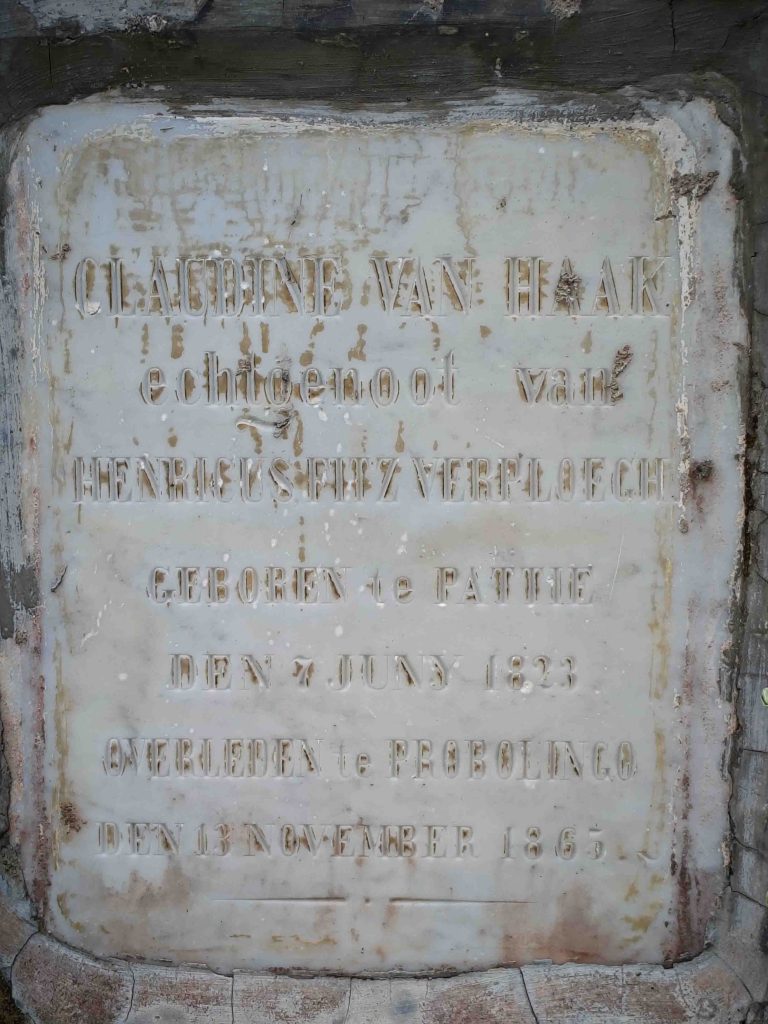 CLAUDINE VAN HAAK
echtgenoot van
HENRICUS FITZ VERPLOEGH.
GEBOREN te PATTIE
DEN 7 JUNY 1823.
OVERLEDEN te PROBOLINGO
DEN 13 NOVEMBER 1865.